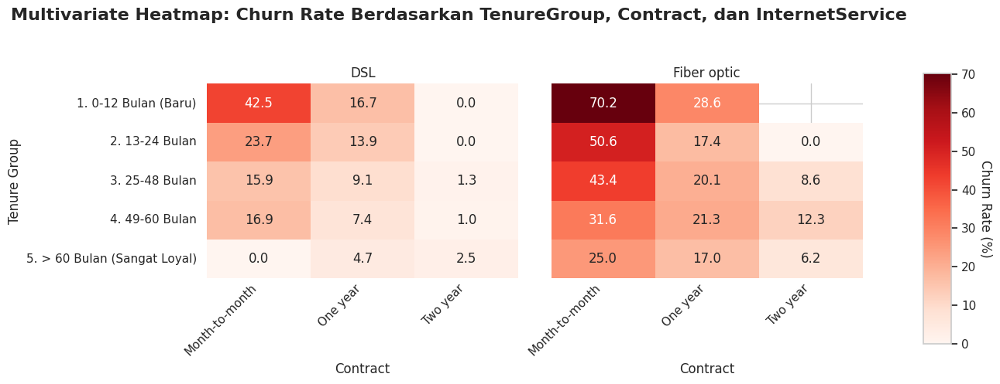 Multivariate Heatmap: Churn Rate Berdasarkan TenureGroup, Contract, dan InternetService
DSL
Fiber optic
Tenure Group
1. 0-12 Bulan (Baru)
42.5 16.7 0.0
70.2 28.6
2. 13-24 Bulan
23.7 13.9 0.0
50.6 17.4 0.0
3. 25-48 Bulan
15.9 9.1 1.3
43.4 20.1 8.6
4. 49-60 Bulan
16.9 7.4 1.0
31.6 21.3 12.3
5. > 60 Bulan (Sangat Loyal)
0.0 4.7 2.5
25.0 17.0 6.2
Month-to-month
One year
Two year
Contract
Month-to-month
One year
Two year
Contract
70
60
50
40
30
20
10
0
Churn Rate (%)